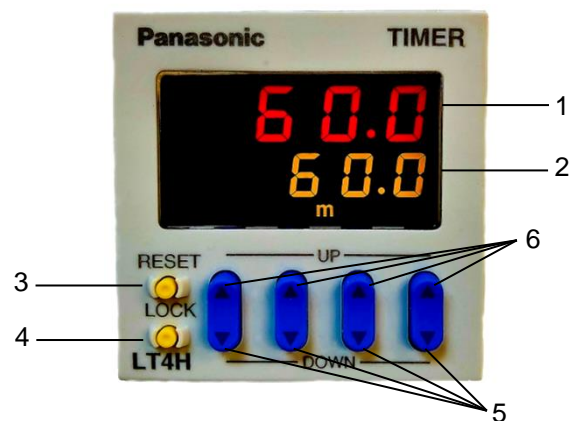 Panasonic TIMER
60.0
1
60.0
2
m
UP
6
RESET
3
LOCK
4
LT4H
DOWN
5